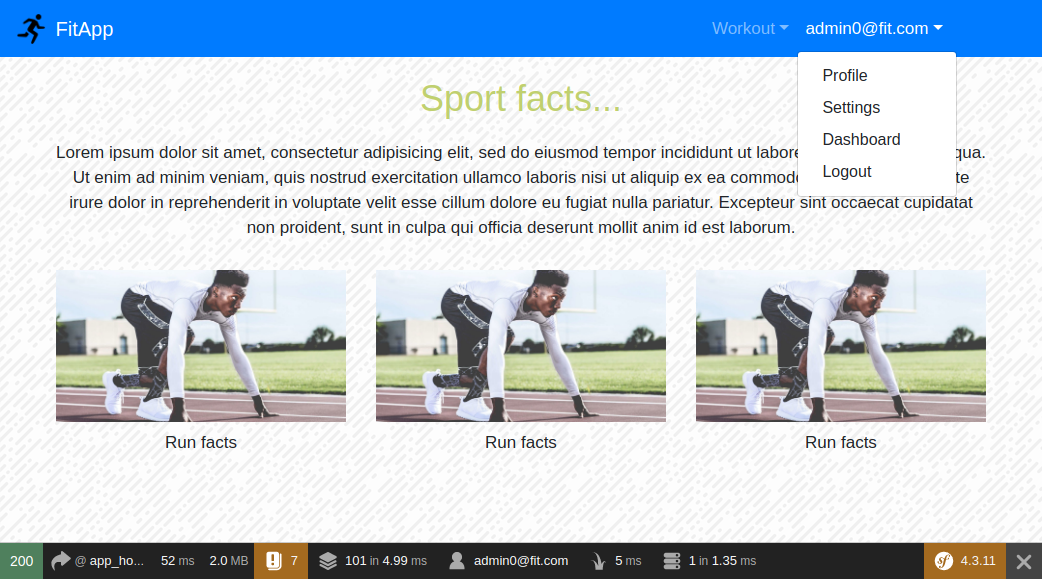 FitApp
Workout
admin0@fit.com
Profile
Settings
Dashboard
Logout
Sport facts...
Lorem ipsum dolor sit amet, consectetur adipisicing elit, sed do eiusmod tempor incididunt ut labore qua.
Ut enim ad minim veniam, quis nostrud exercitation ullamco laboris nisi ut aliquip ex ea commodo te
irure dolor in reprehenderit in voluptate velit esse cillum dolore eu fugiat nulla pariatur. Excepteur sint occaecat cupidatat
non proident, sunt in culpa qui officia deserunt mollit anim id est laborum.
Run facts
Run facts
Run facts
200 @ app_ho... 52 ms 2.0 MB 7 101 in 4.99 ms admin0@fit.com 5 ms 1 in 1.35 ms sf 4.3.11